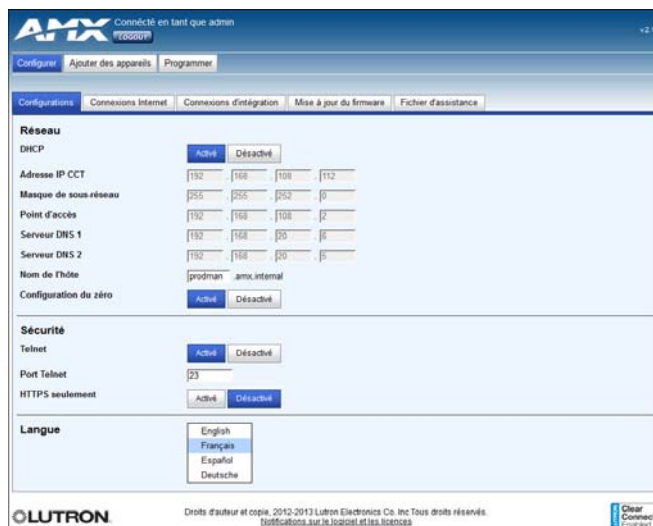 AMX Connécté en tant que admin
LOGOUT
Configurer Ajouter des appareils Programmer
Configurations Connexions Internet Connexions d'intégration Mise à jour du firmware Fichier d'assistance
Réseau
DHCP Activé Désactivé
Adresse IP CCT 192 . 168 . 108 . 112
Masque de sous-réseau 255 . 255 . 252 . 0
Point d'accès 192 . 168 . 108 . 2
Serveur DNS 1 192 . 168 . 20 . 6
Serveur DNS 2 192 . 168 . 20 . 5
Nom de l'hôte prodman .amx.internal
Configuration du zéro Activé Désactivé
Sécurité
Telnet Activé Désactivé
Port Telnet 23
HTTPS seulement Activé Désactivé
Langue
English
Français
Español
Deutsche
LUTRON
Droits d'auteur et copie, 2012-2013 Lutron Electronics Co. Inc Tous droits réservés.
Notifications sur le logiciel et les licences
Clear
Connect
Enabled